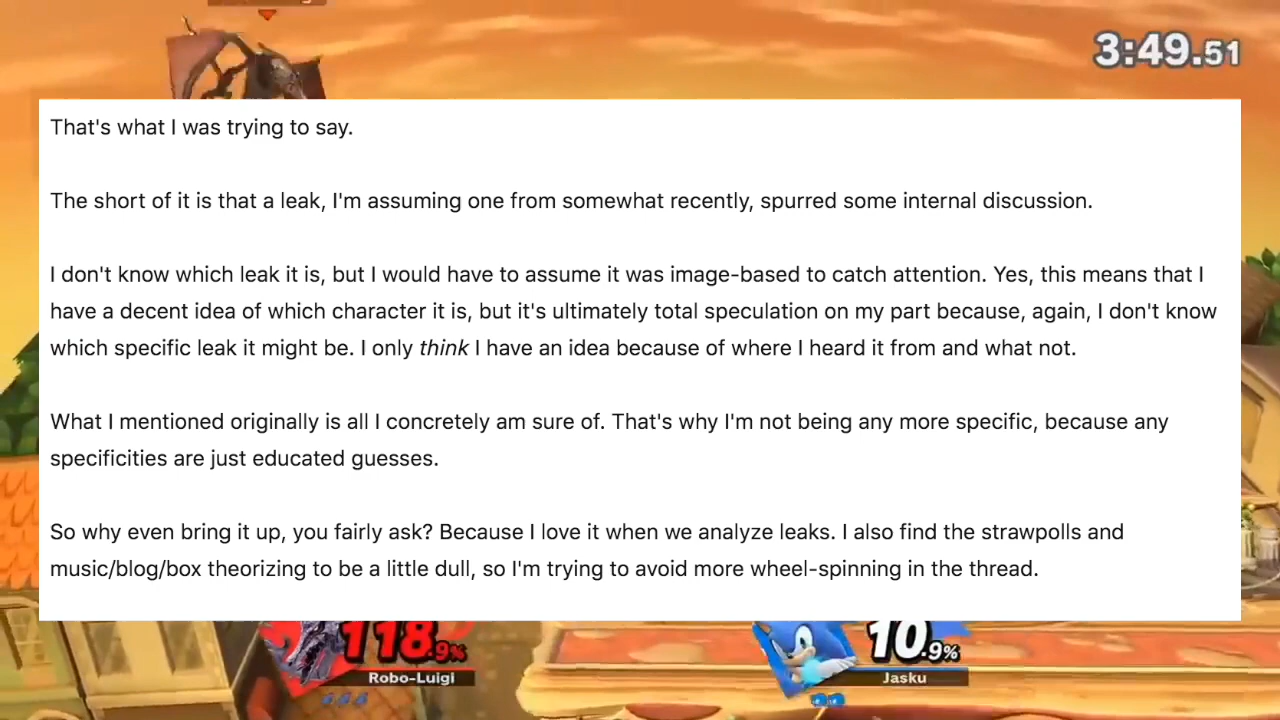 3:49.51
That's what I was trying to say.
The short of it is that a leak, I'm assuming one from somewhat recently, spurred some internal discussion.
I don't know which leak it is, but I would have to assume it was image-based to catch attention. Yes, this means that I
have a decent idea of which character it is, but it's ultimately total speculation on my part because, again, I don't know
which specific leak it might be. I only think I have an idea because of where I heard it from and what not.
What I mentioned originally is all I concretely am sure of. That's why I'm not being any more specific, because any
specificities are just educated guesses.
So why even bring it up, you fairly ask? Because I love it when we analyze leaks. I also find the strawpolls and
music/blog/box theorizing to be a little dull, so I'm trying to avoid more wheel-spinning in the thread.
118.9%
Robo-Luigi
10.9%
Jasku